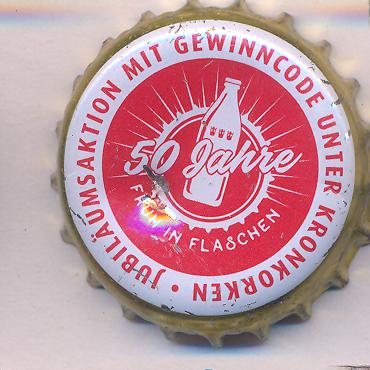 JUBILÄUMSAKTION MIT GEWINNCODE UNTER KRONKORKEN •
50 Jahre
IN FLASCHEN